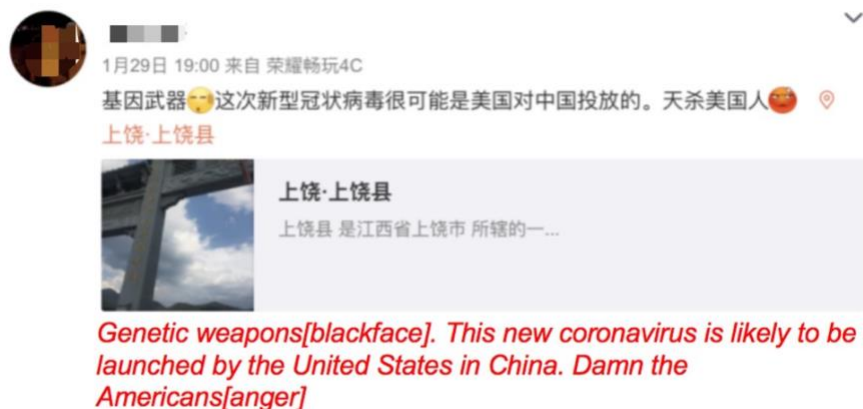 1月29日 19:00 来自 荣耀畅玩4C
基因武器这次新型冠状病毒很可能是美国对中国投放的。天杀美国人
上饶·上饶县
上饶·上饶县
上饶县 是江西省上饶市 所辖的一...
Genetic weapons[blackface]. This new coronavirus is likely to be
launched by the United States in China. Damn the
Americans[anger]